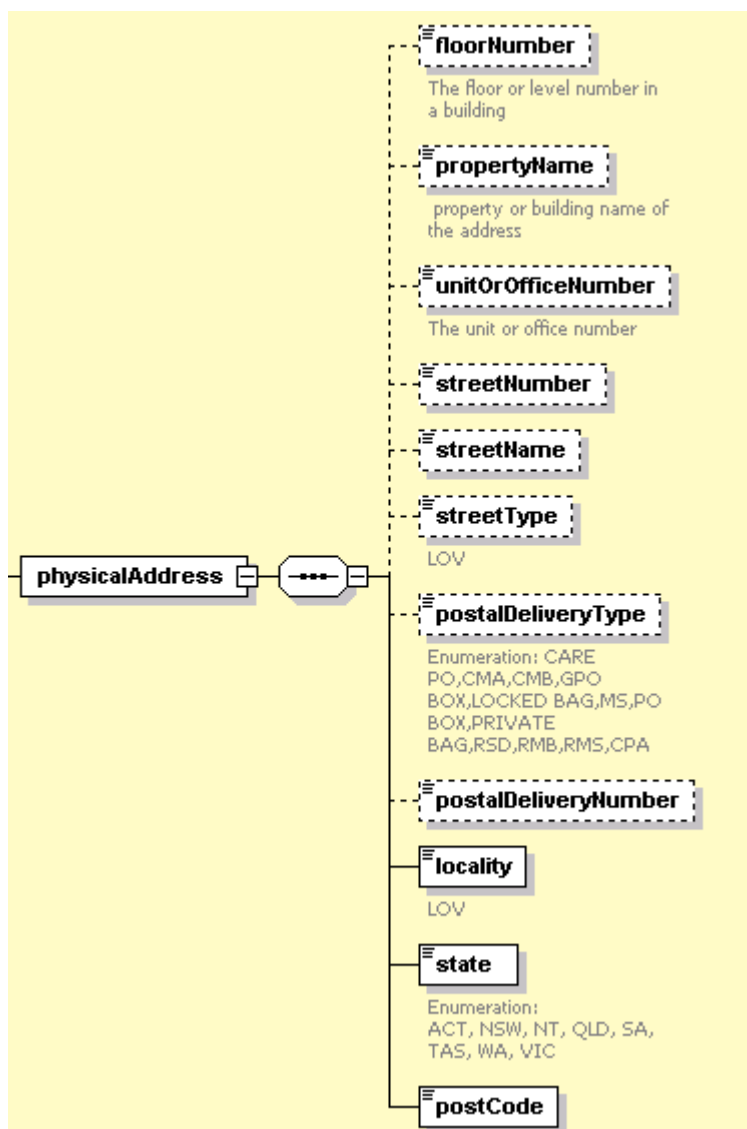 floorNumber
The floor or level number in
a building
propertyName
property or building name of
the address
unitOrOfficeNumber
The unit or office number
streetNumber
streetName
streetType
LOV
physicalAddress
postalDeliveryType
Enumeration: CARE
PO,CMA,CMB,GPO
BOX,LOCKED BAG,MS,PO
BOX,PRIVATE
BAG,RSD,RMB,RMS,CPA
postalDeliveryNumber
locality
LOV
state
Enumeration:
ACT, NSW, NT, QLD, SA,
TAS, WA, VIC
postCode